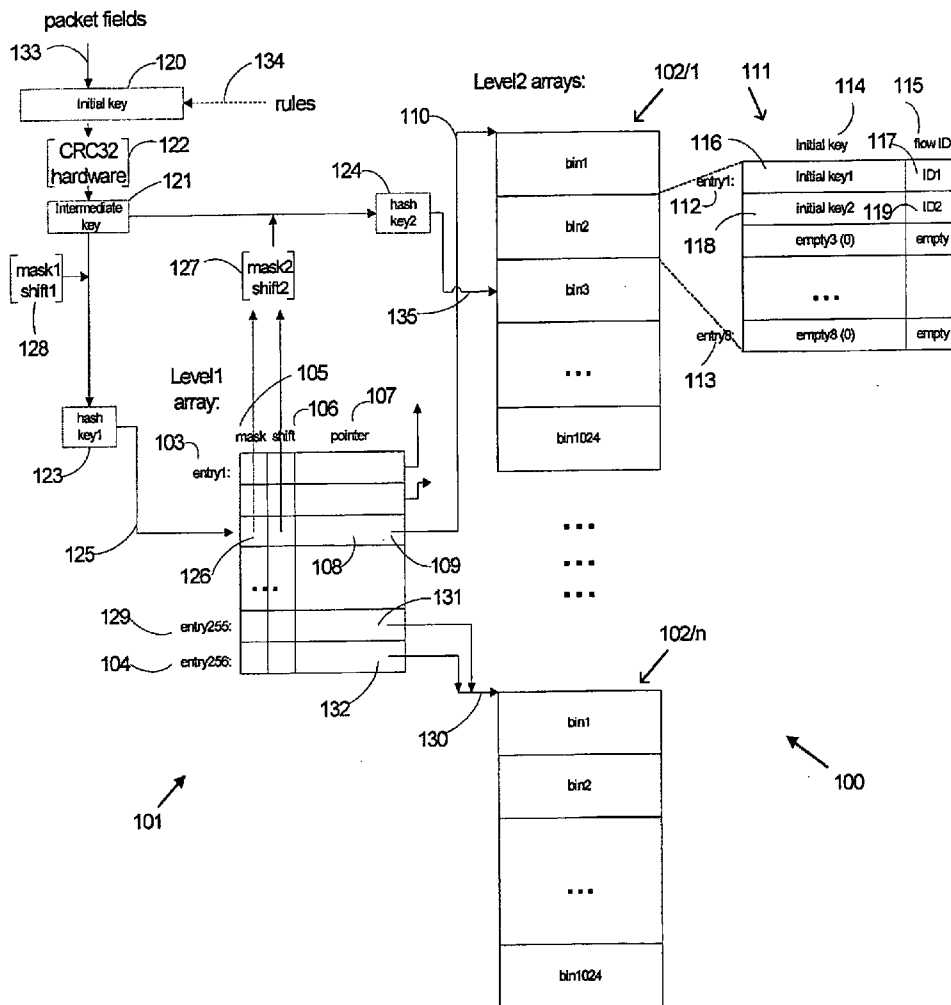 packet fields
133
120
134
Initial key
rules
CRC32
hardware
122
121
Intermediate
key
124
hash
key2
mask1
shift1
128
127
mask2
shift2
135
hash
key1
123
125
Level1
array:
105
106
107
mask
shift
pointer
103
entry1:
126
108
109
...
129
entry255:
131
104
entry256:
132
130
101
Level2 arrays:
102/1
110
bin1
bin2
bin3
...
bin1024
111
114
115
116
Initial key
117
flow ID
entry1:
112
Initial key1
ID1
118
initial key2
119
ID2
empty3 (0)
empty
...
entry8:
113
empty8 (0)
empty
...
...
...
102/n
bin1
bin2
...
bin1024
100